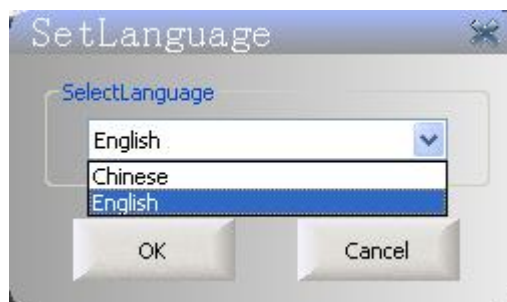 SetLanguage
SelectLanguage
English
Chinese
English
OK Cancel